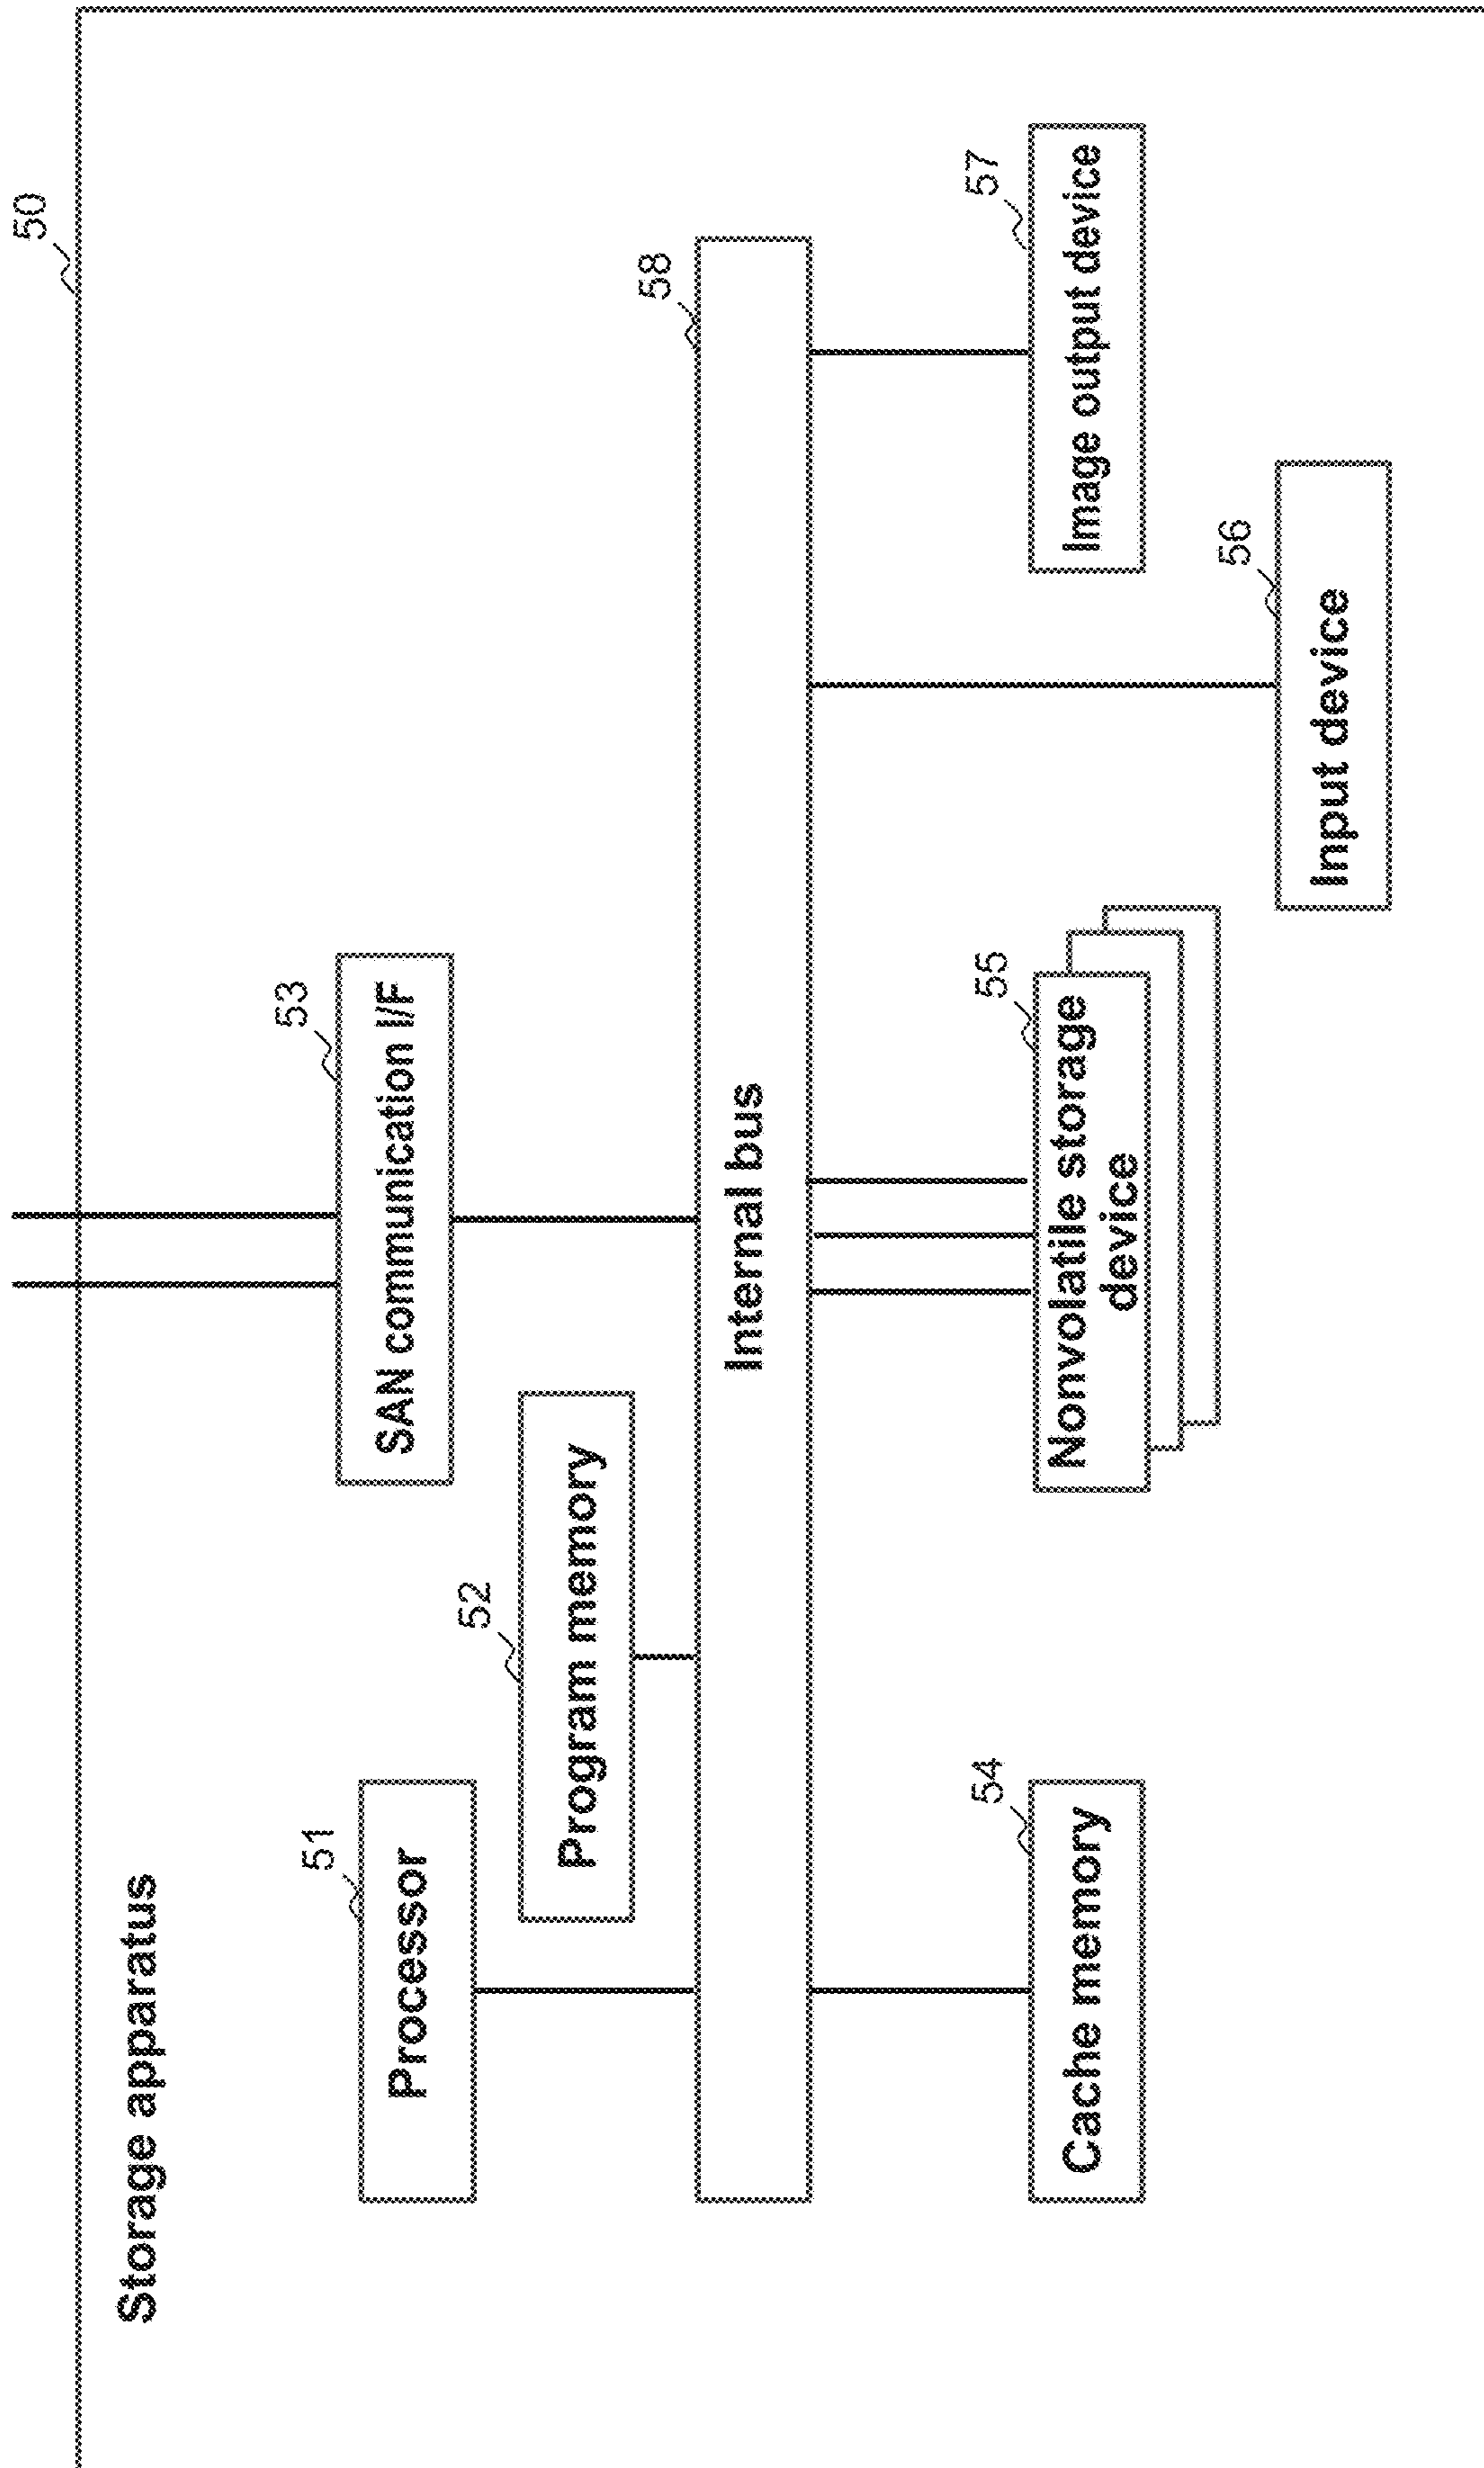 50
Storage apparatus
53
SAN communication I/F
51
Processor
52
Program memory
58
Internal bus
54
Cache memory
55
Nonvolatile storage
device
57
Image output device
56
Input device